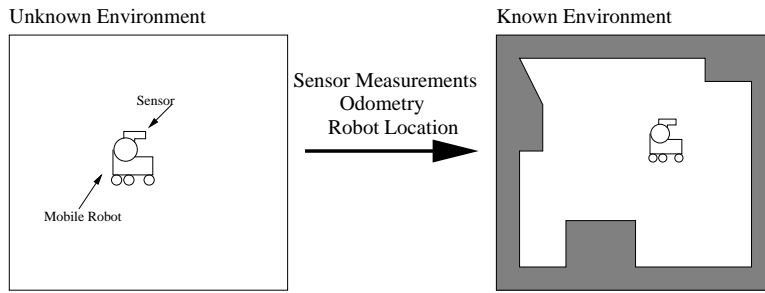 Unknown Environment
Sensor
Mobile Robot
Sensor Measurements
Odometry
Robot Location
Known Environment